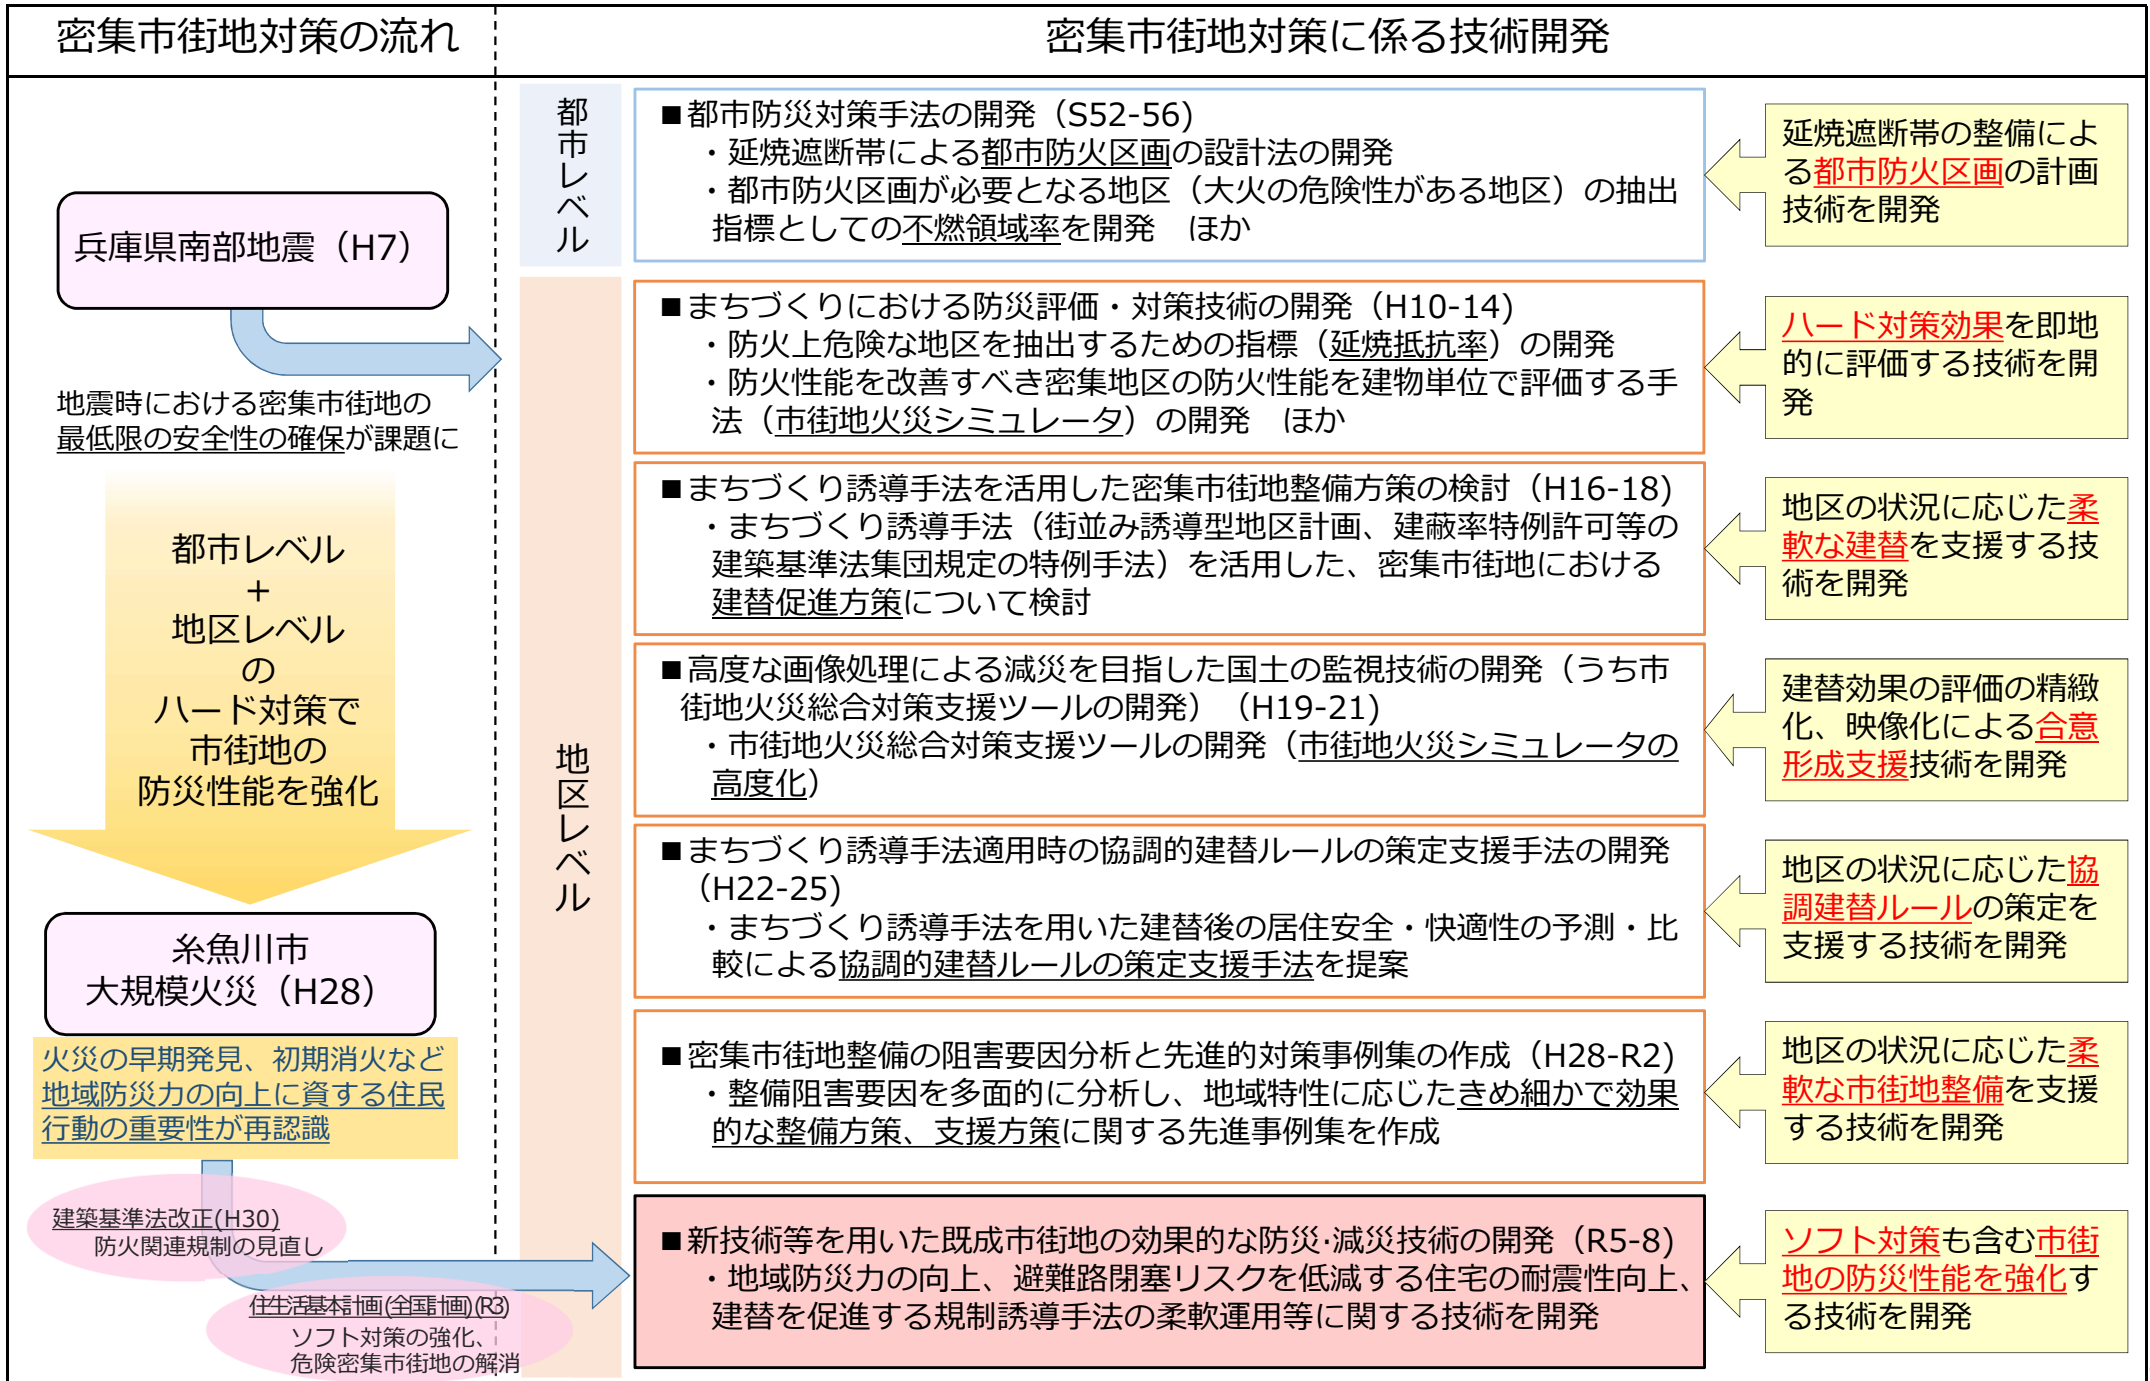 密集市街地対策の流れ
密集市街地対策に係る技術開発
兵庫県南部地震（H7）
地震時における密集市街地の
最低限の安全性の確保が課題に
都市レベル
＋
地区レベル
の
ハード対策で
市街地の
防災性能を強化
糸魚川市
大規模火災（H28）
火災の早期発見、初期消火など
地域防災力の向上に資する住民
行動の重要性が再認識
建築基準法改正(H30)
防火関連規制の見直し
住生活基本計画(全国計画)(R3)
ソフト対策の強化、
危険密集市街地の解消
都市レベル
■都市防災対策手法の開発（S52-56)
・延焼遮断帯による都市防火区画の設計法の開発
・都市防火区画が必要となる地区（大火の危険性がある地区）の抽出
指標としての不燃領域率を開発　ほか
延焼遮断帯の整備によ
る都市防火区画の計画
技術を開発
地区レベル
■まちづくりにおける防災評価・対策技術の開発（H10-14)
・防火上危険な地区を抽出するための指標（延焼抵抗率）の開発
・防火性能を改善すべき密集地区の防火性能を建物単位で評価する手
法（市街地火災シミュレータ）の開発　ほか
ハード対策効果を即地
的に評価する技術を開
発
■まちづくり誘導手法を活用した密集市街地整備方策の検討（H16-18)
・まちづくり誘導手法（街並み誘導型地区計画、建蔽率特例許可等の
建築基準法集団規定の特例手法）を活用した、密集市街地における
建替促進方策について検討
地区の状況に応じた柔
軟な建替を支援する技
術を開発
■高度な画像処理による減災を目指した国土の監視技術の開発（うち市
街地火災総合対策支援ツールの開発）（H19-21)
・市街地火災総合対策支援ツールの開発（市街地火災シミュレータの
高度化）
建替効果の評価の精緻
化、映像化による合意
形成支援技術を開発
■まちづくり誘導手法適用時の協調的建替ルールの策定支援手法の開発
（H22-25)
・まちづくり誘導手法を用いた建替後の居住安全・快適性の予測・比
較による協調的建替ルールの策定支援手法を提案
地区の状況に応じた協
調建替ルールの策定を
支援する技術を開発
■密集市街地整備の阻害要因分析と先進的対策事例集の作成（H28-R2)
・整備阻害要因を多面的に分析し、地域特性に応じたきめ細かで効果
的な整備方策、支援方策に関する先進事例集を作成
地区の状況に応じた柔
軟な市街地整備を支援
する技術を開発
■新技術等を用いた既成市街地の効果的な防災･減災技術の開発（R5-8)
・地域防災力の向上、避難路閉塞リスクを低減する住宅の耐震性向上、
建替を促進する規制誘導手法の柔軟運用等に関する技術を開発
ソフト対策も含む市街
地の防災性能を強化す
る技術を開発